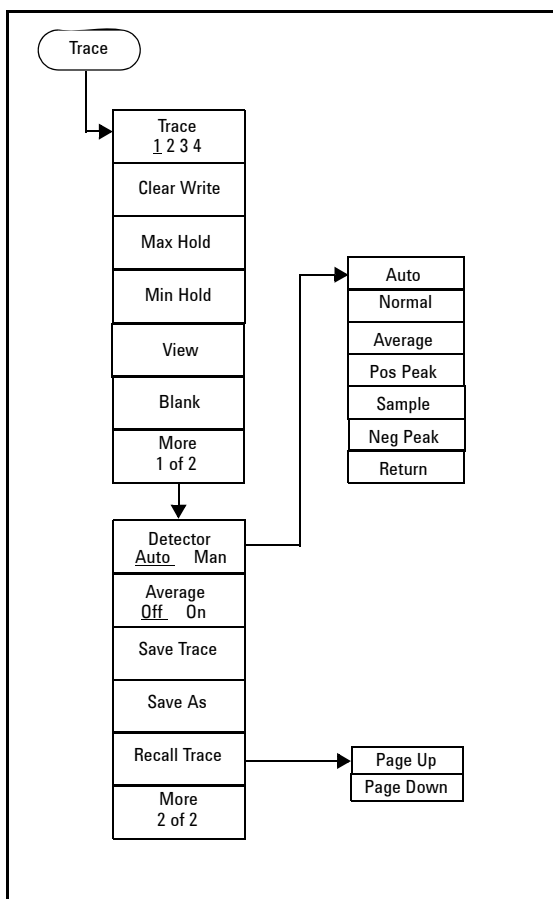 Trace
Trace
1 2 3 4
Clear Write
Max Hold
Min Hold
View
Blank
More
1 of 2
Detector
Auto Man
Average
Off On
Save Trace
Save As
Recall Trace
More
2 of 2
Auto
Normal
Average
Pos Peak
Sample
Neg Peak
Return
Page Up
Page Down